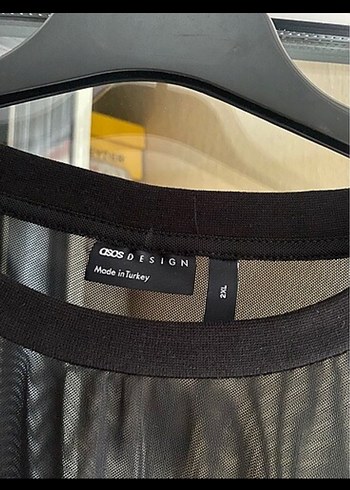 asos DESIGN
Made in Turkey
2XL